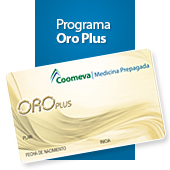 Programa
Oro Plus
Coomeva | Medicina Prepagada
ORO PLUS
PLAN:
FECHA DE NACIMIENTO
INICIA: